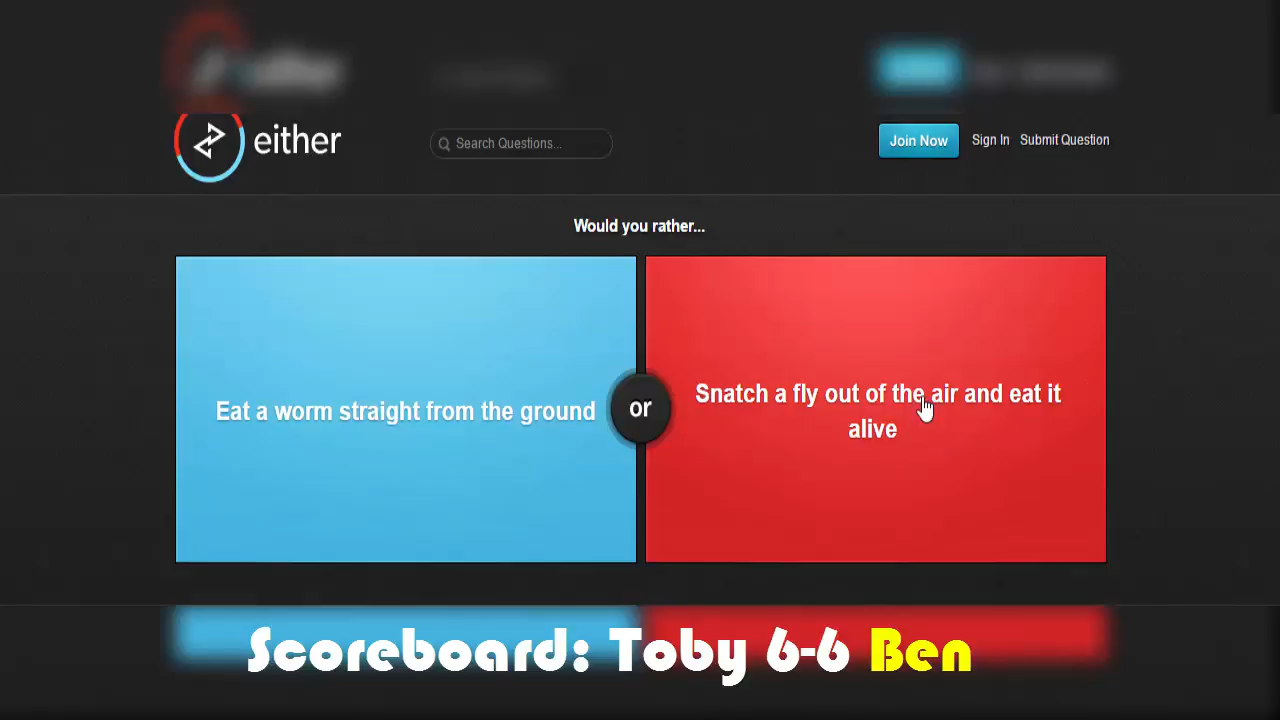 either
Search Questions...
Join Now
Sign In
Submit Question
Would you rather...
Eat a worm straight from the ground
or
Snatch a fly out of the air and eat it
alive
Scoreboard: Toby 6-6 Ben